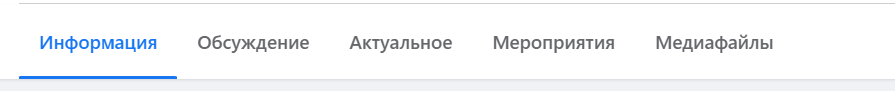 Информация Обсуждение Актуальное Мероприятия Медиафайлы